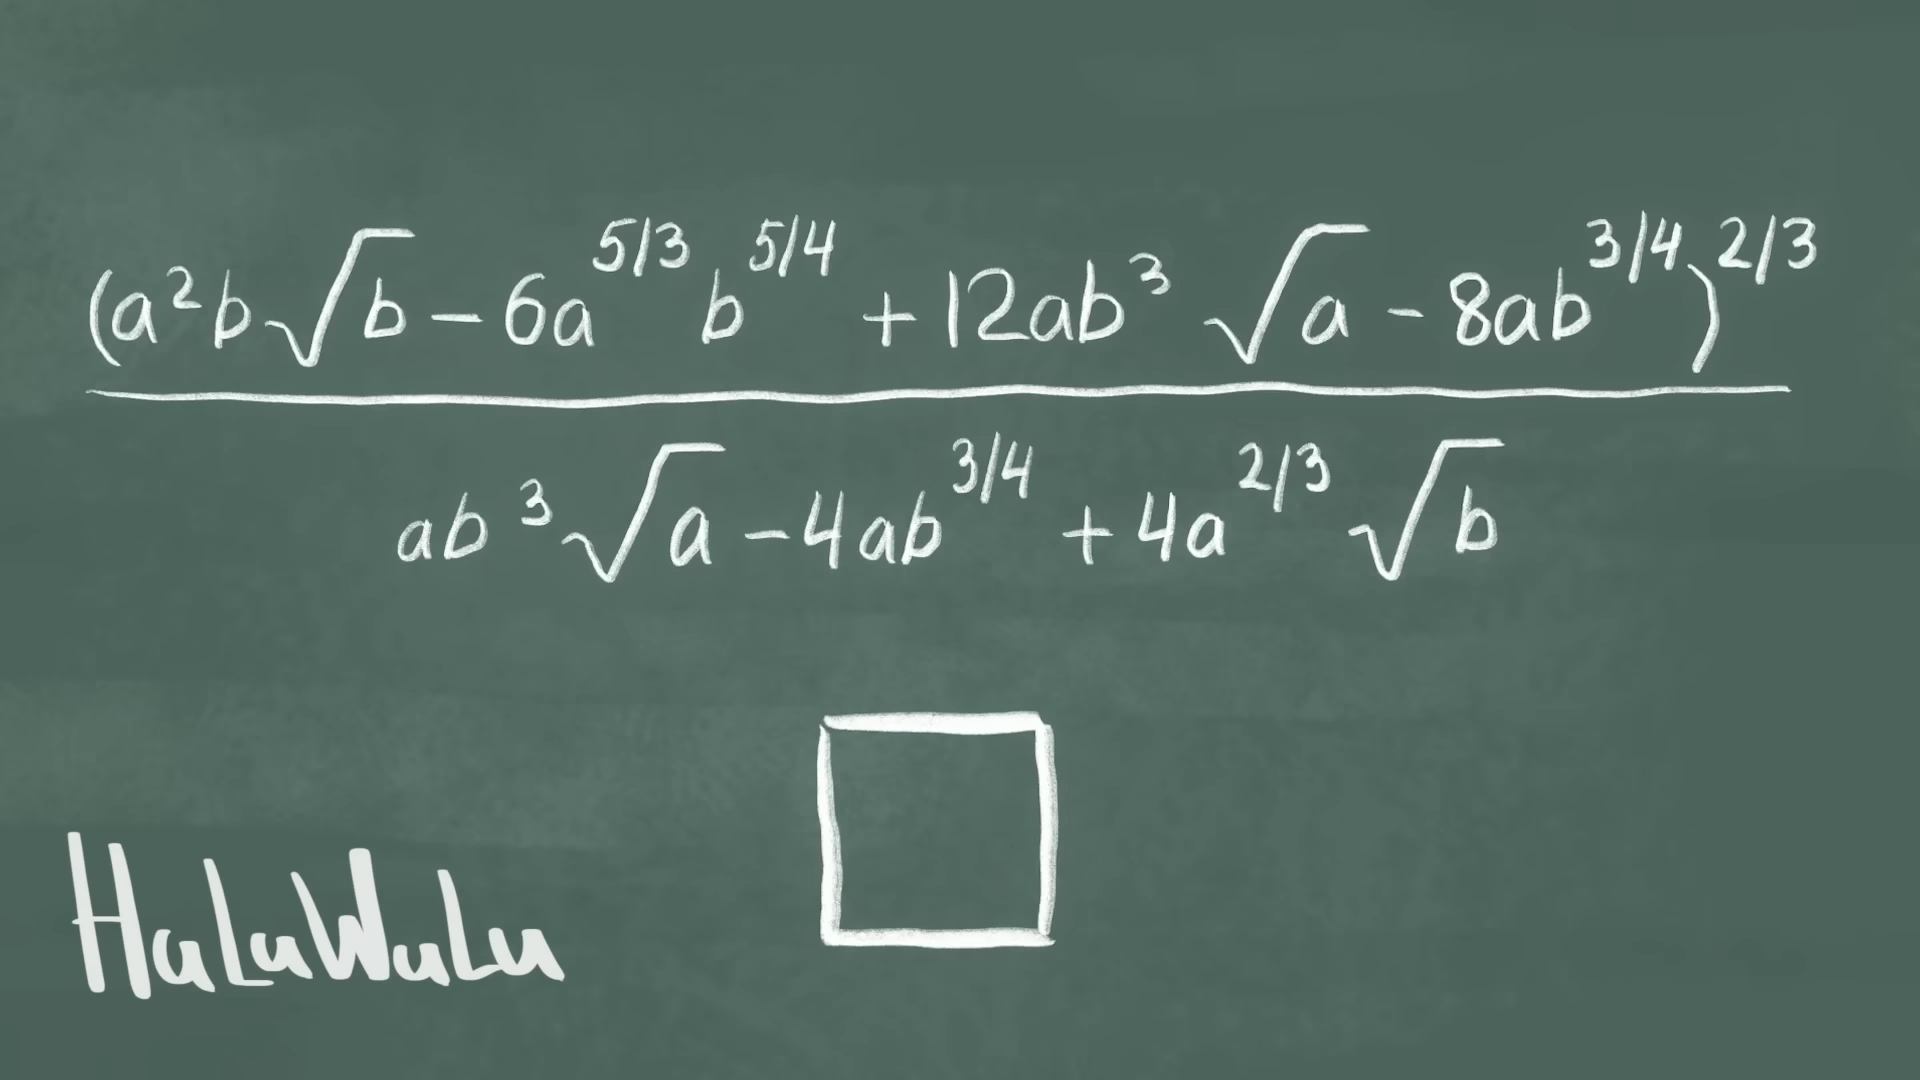 (a²b√b - 6a^5/3 b^5/4 + 12ab³√a - 8ab^3/4)^2/3
ab³√a - 4ab^3/4 + 4a^2/3 √b
HaLuWuLu